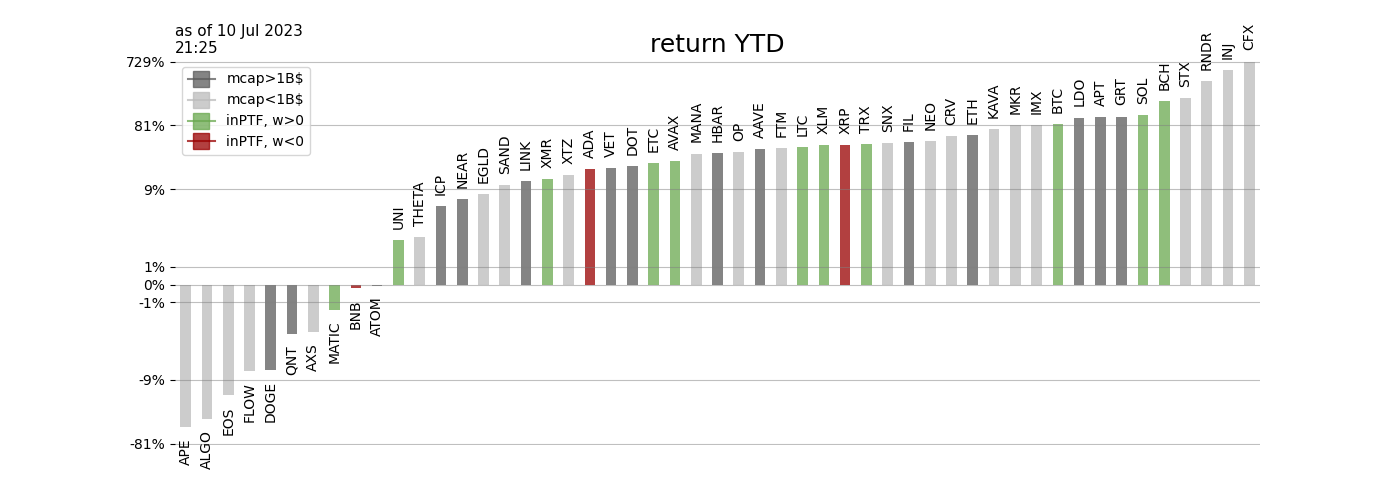 as of 10 Jul 2023
21:25
return YTD
729%
81%
9%
1%
0%
-1%
-9%
-81%
mcap>1B$
mcap<1B$
inPTF, w>0
inPTF, w<0
APE
ALGO
EOS
FLOW
DOGE
QNT
AXS
MATIC
BNB
ATOM
UNI
THETA
ICP
NEAR
EGLD
SAND
LINK
XMR
XTZ
ADA
VET
DOT
ETC
AVAX
MANA
HBAR
OP
AAVE
FTM
LTC
XLM
XRP
TRX
SNX
FIL
NEO
CRV
ETH
KAVA
MKR
IMX
BTC
LDO
APT
GRT
SOL
BCH
STX
RNDR
INJ
CFX